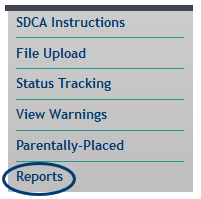 SDCA Instructions
File Upload
Status Tracking
View Warnings
Parentally-Placed
Reports